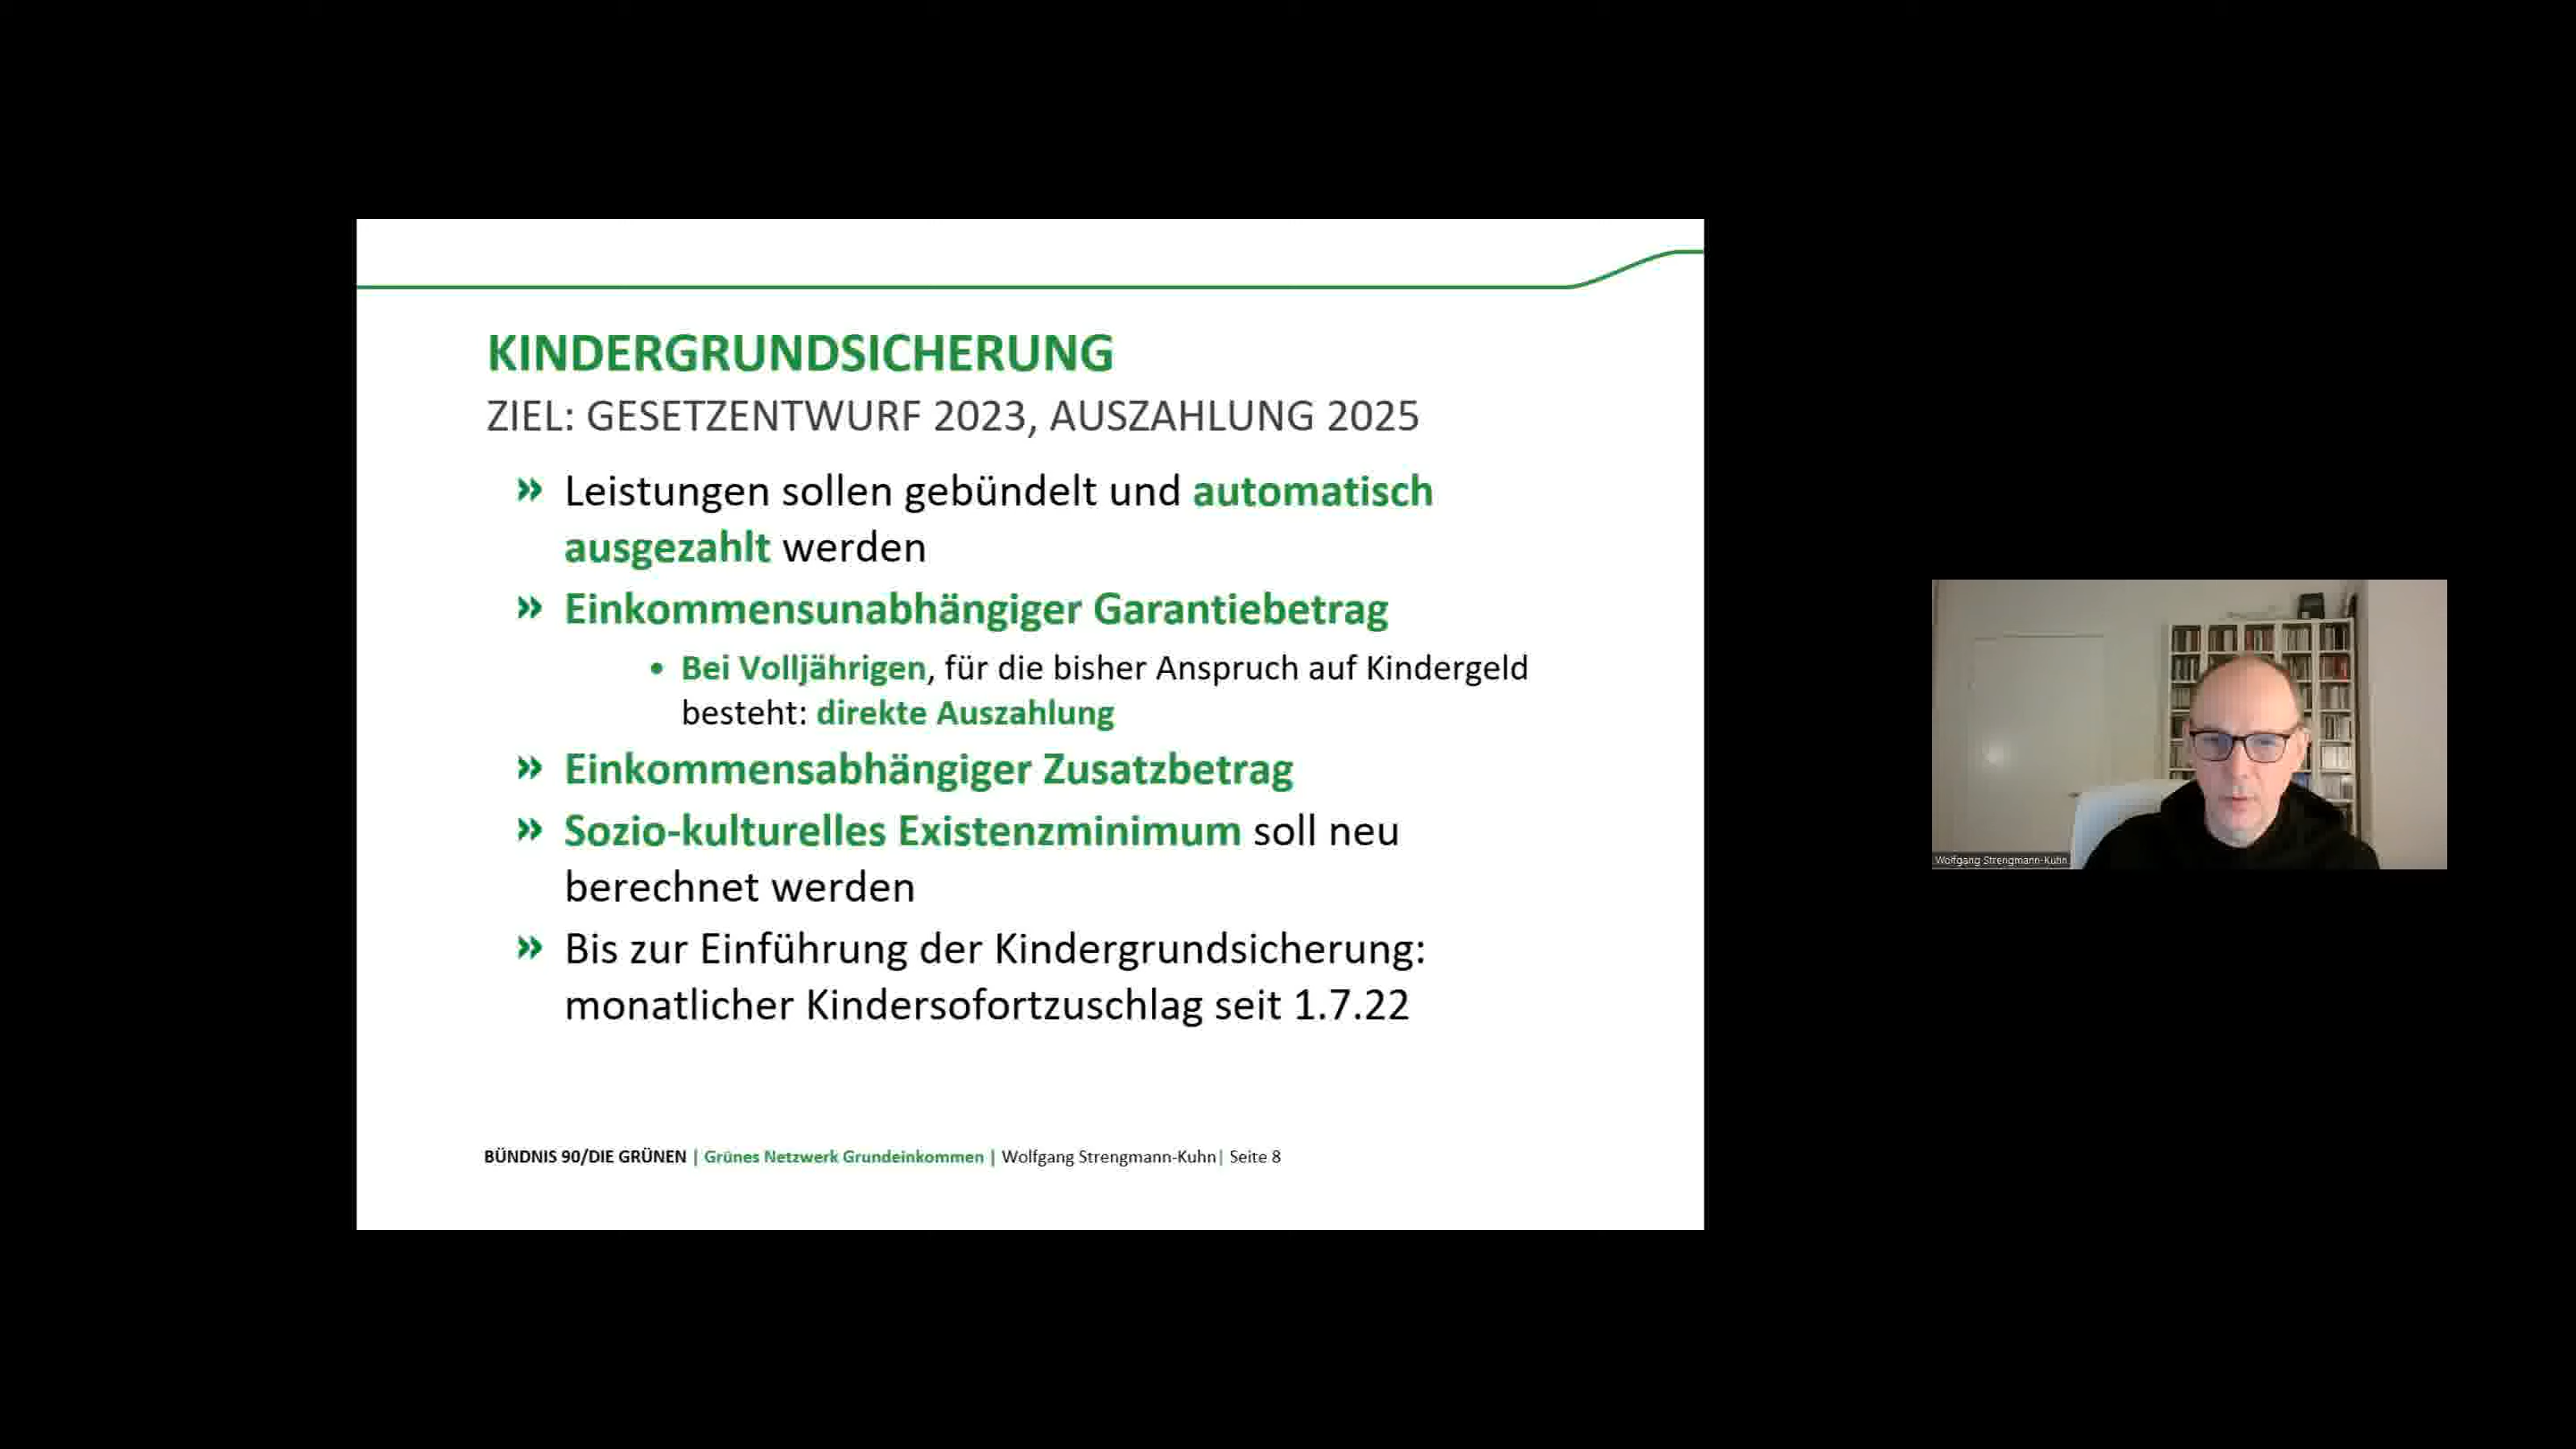 KINDERGRUNDSICHERUNG
ZIEL: GESETZENTWURF 2023, AUSZAHLUNG 2025
» Leistungen sollen gebündelt und automatisch
ausgezahlt werden
» Einkommensunabhängiger Garantiebetrag
• Bei Volljährigen, für die bisher Anspruch auf Kindergeld
besteht: direkte Auszahlung
» Einkommensabhängiger Zusatzbetrag
» Sozio-kulturelles Existenzminimum soll neu
berechnet werden
» Bis zur Einführung der Kindergrundsicherung:
monatlicher Kindersofortzuschlag seit 1.7.22
BÜNDNIS 90/DIE GRÜNEN | Grünes Netzwerk Grundeinkommen | Wolfgang Strengmann-Kuhn| Seite 8
Wolfgang Strengmann-Kuhn